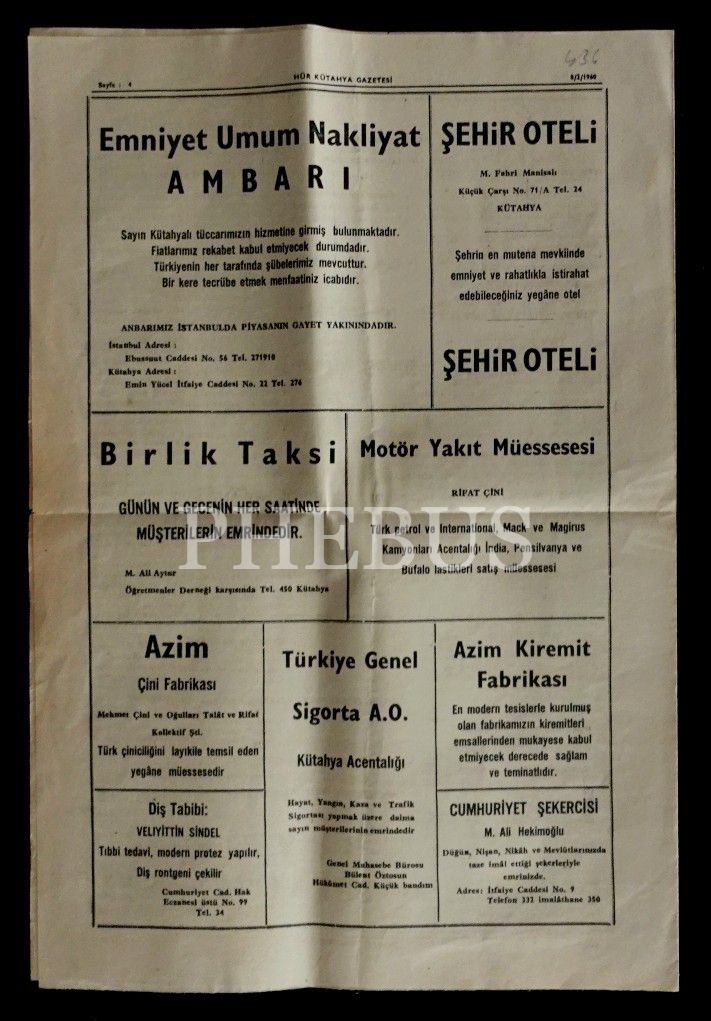 434
Sayfa : 4
HÜR KÜTAHYA GAZETESİ
8/2/1960
Emniyet Umum Nakliyat
AMBARI
Sayın Kütahyalı tüccarımızın hizmetine girmiş bulunmaktadır.
Fiatlarımız rekabet kabul etmiyecek durumdadır.
Türkiyenin her tarafında şübelerimiz mevcuttur.
Bir kere tecrübe etmek menfaatiniz icabıdır.
ANBARIMIZ İSTANBULDA PİYASANIN GAYET YAKININDADIR.
İstanbul Adresi :
Ebussuut Caddesi No. 56 Tel. 271910
Kütahya Adresi :
Emin Yücel İtfaiye Caddesi No. 22 Tel. 276
ŞEHİR OTELİ
M. Fahri Manisalı
Küçük Çarşı No. 71/A Tel. 24
KÜTAHYA
Şehrin en mutena mevkiinde
emniyet ve rahatlıkla istirahat
edebileceğiniz yegâne otel
ŞEHİR OTELİ
Birlik Taksi
GÜNÜN VE GECENİN HER SAATİNDE
MÜŞTERİLERİN EMRİNDEDİR.
M. Ali Aytar
Öğretmenler Derneği karşısında Tel. 450 Kütahya
Motör Yakıt Müessesesi
RİFAT ÇİNİ
Türk petrol ve International, Mack ve Magirus
Kamyonları Acentalığı İndia, Pensilvanya ve
Bufalo lastikleri satış müessesesi
PHEBUS
Azim
Çini Fabrikası
Mehmet Çini ve Oğulları Talât ve Rifat
Kollektif Şti.
Türk çiniciliğini layıkile temsil eden
yegâne müessesedir
Türkiye Genel
Sigorta A.O.
Kütahya Acentalığı
Hayat, Yangın, Kaza ve Trafik
Sigortası yapmak üzere daima
sayın müşterilerinin emrindedir
Genel Muhasebe Bürosu
Bülent Öztosun
Hükûmet Cad. Küçük bandım
Azim Kiremit
Fabrikası
En modern tesislerle kurulmuş
olan fabrikamızın kiremitleri
emsallerinden mukayese kabul
etmiyecek derecede sağlam
ve teminatlıdır.
Diş Tabibi:
VELIYİTTİN SİNDEL
Tıbbi tedavi, modern protez yapılır,
Diş rontgeni çekilir
Cumhuriyet Cad. Hak
Eczanesi üstü No. 99
Tel. 34
CUMHURİYET ŞEKERCİSİ
M. Ali Hekimoğlu
Düğün, Nişan, Nikâh ve Mevlûtlarınızda
taze imâl ettiği şekerleriyle
emrinizde.
Adres: İtfaiye Caddesi No. 9
Telefon 332 imalâthane 350